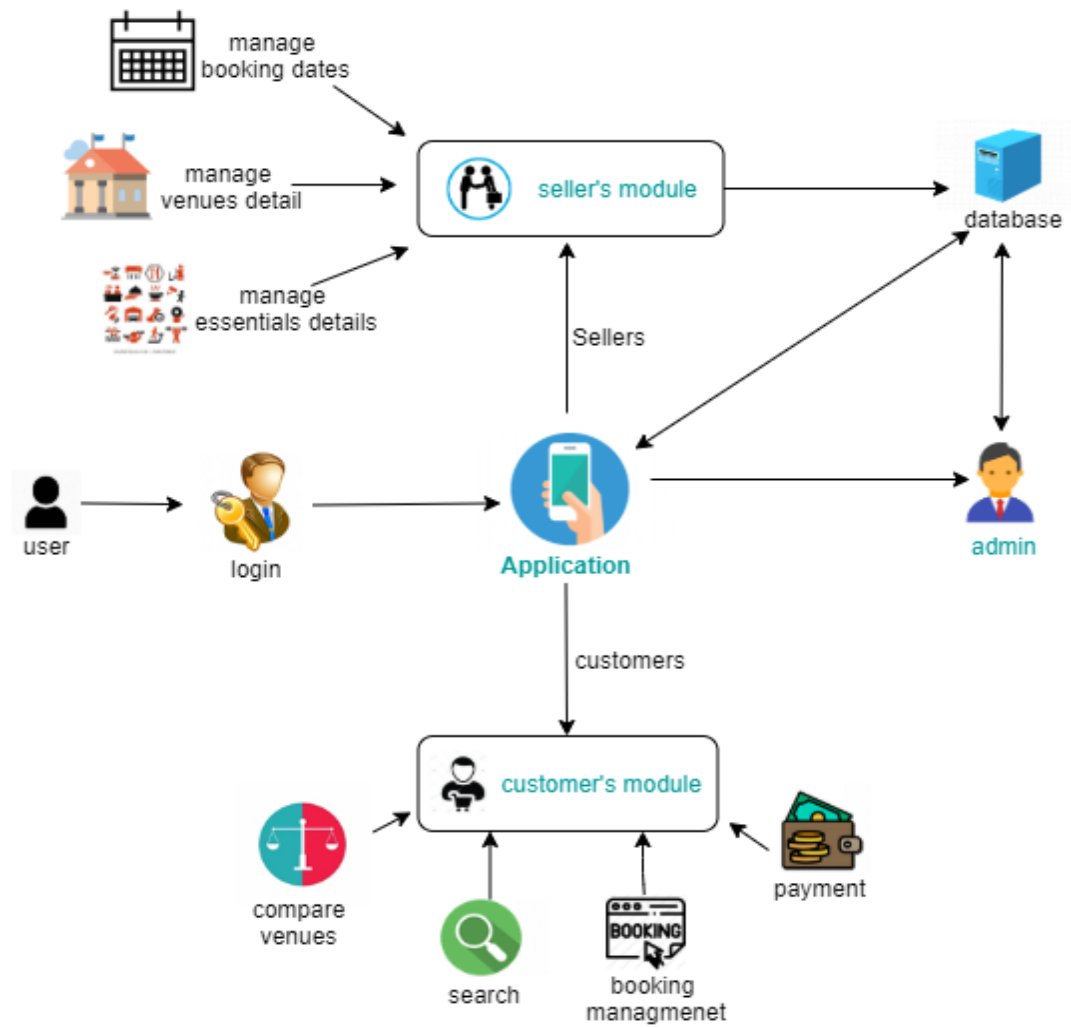 manage
booking dates
manage
venues detail
manage
essentials details
seller's module
database
Sellers
user
login
Application
admin
customers
customer's module
compare
venues
search
BOOKING
booking
managmenet
payment